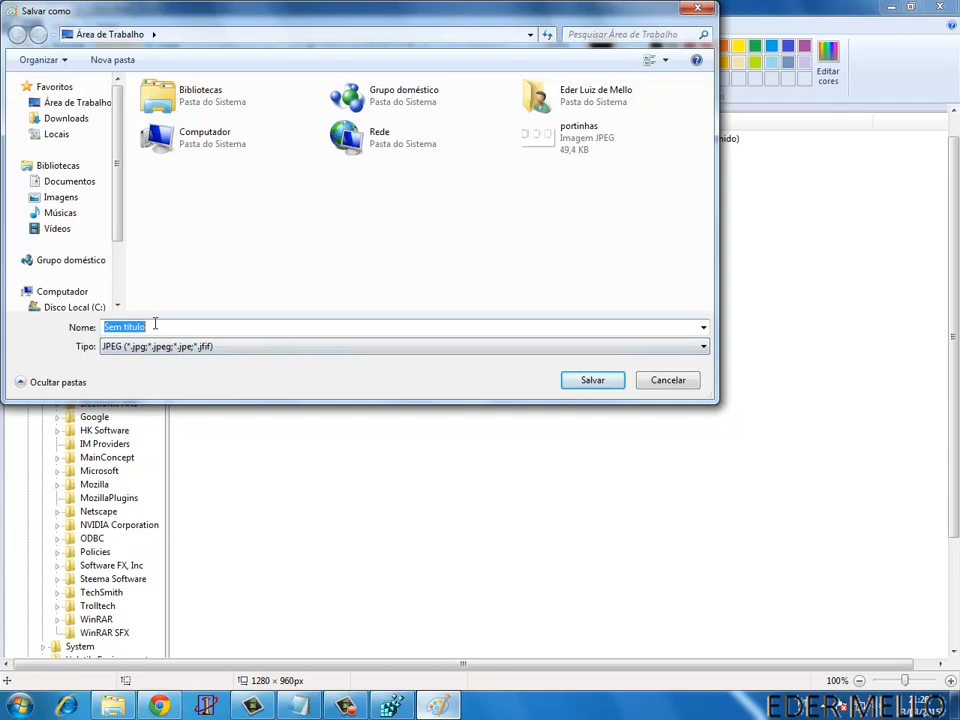 Salvar como
Área de Trabalho
Pesquisar Área de Trabalho
Organizar
Nova pasta
Editar
cores
Favoritos
Área de Trabalho
Downloads
Locais
Bibliotecas
Documentos
Imagens
Músicas
Vídeos
Grupo doméstico
Computador
Disco Local (C:)
Bibliotecas
Pasta do Sistema
Grupo doméstico
Pasta do Sistema
Eder Luiz de Mello
Pasta do Sistema
Computador
Pasta do Sistema
Rede
Pasta do Sistema
portinhas
Imagem JPEG
49,4 KB
Nome: Sem título
Tipo: JPEG (*.jpg;*.jpeg;*.jpe;*.jfif)
Ocultar pastas
Salvar
Cancelar
Google
HK Software
IM Providers
MainConcept
Microsoft
Mozilla
MozillaPlugins
Netscape
NVIDIA Corporation
ODBC
Policies
Software FX, Inc
Steema Software
TechSmith
Trolltech
WinRAR
WinRAR SFX
System
1280 × 960px
100%
EDER MELLO